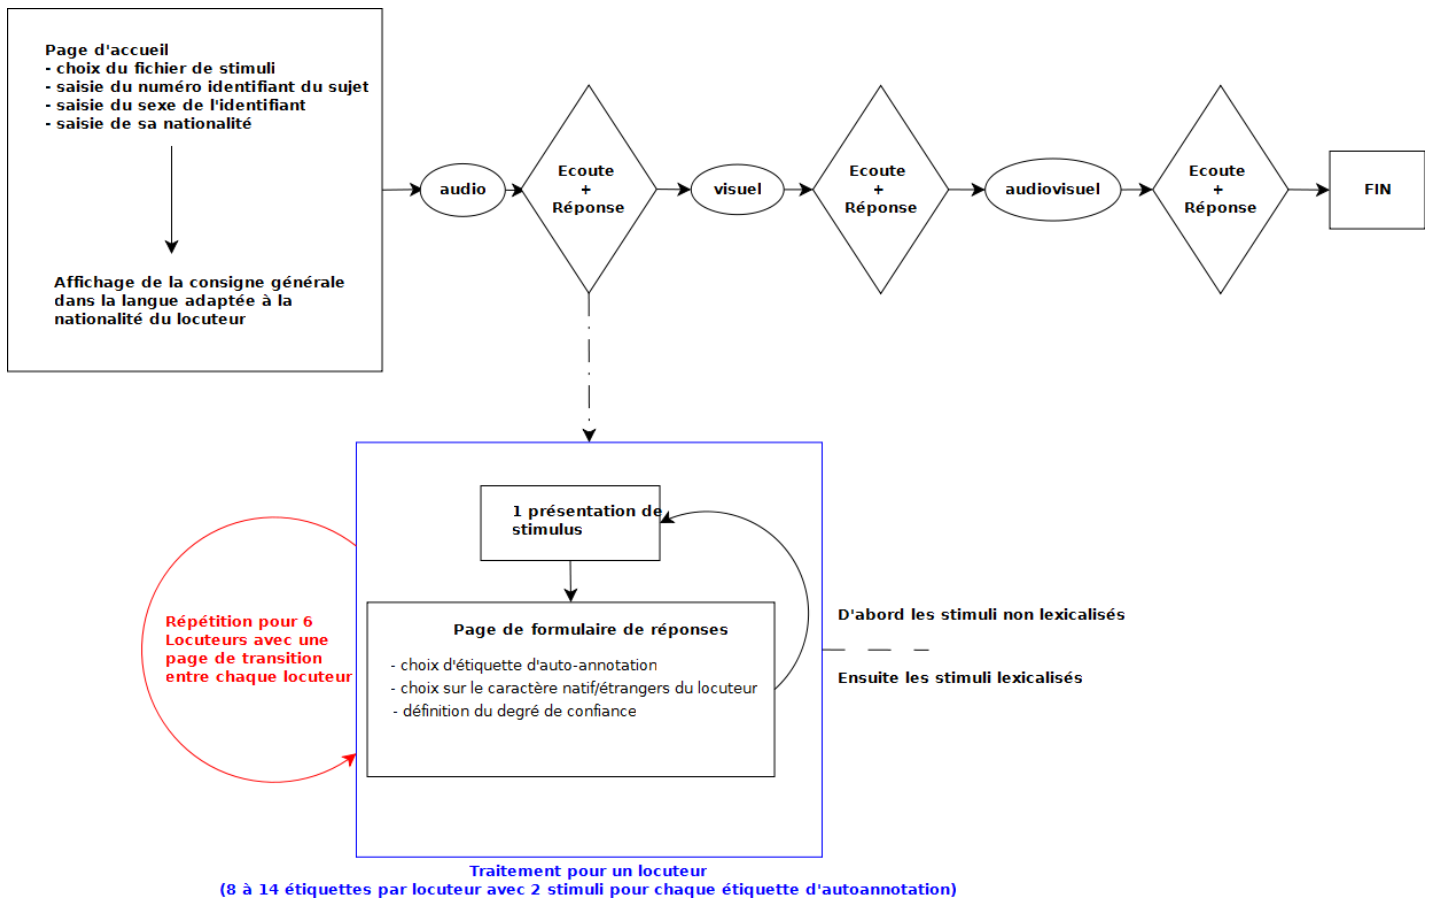 Page d'accueil
- choix du fichier de stimuli
- saisie du numéro identifiant du sujet
- saisie du sexe de l'identifiant
- saisie de sa nationalité
Affichage de la consigne générale
dans la langue adaptée à la
nationalité du locuteur
audio
Ecoute
+
Réponse
visuel
Ecoute
+
Réponse
audiovisuel
Ecoute
+
Réponse
FIN
1 présentation de
stimulus
Page de formulaire de réponses
- choix d'étiquette d'auto-annotation
- choix sur le caractère natif/étrangers du locuteur
- définition du degré de confiance
Répétition pour 6
Locuteurs avec une
page de transition
entre chaque locuteur
D'abord les stimuli non lexicalisés
Ensuite les stimuli lexicalisés
Traitement pour un locuteur
(8 à 14 étiquettes par locuteur avec 2 stimuli pour chaque étiquette d'autoannotation)